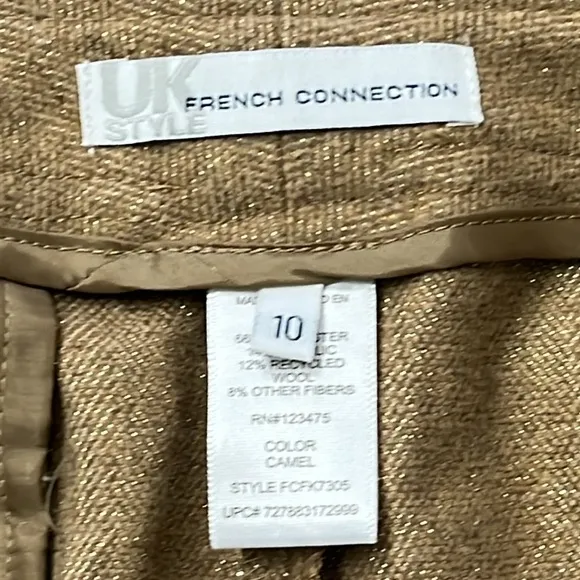 UK
FRENCH CONNECTION
STYLE
10
12% RECYCLED
WOOL
8% OTHER FIBERS
RN#123475
COLOR
CAMEL
STYLE FCFK7305
UPC# 727883172999